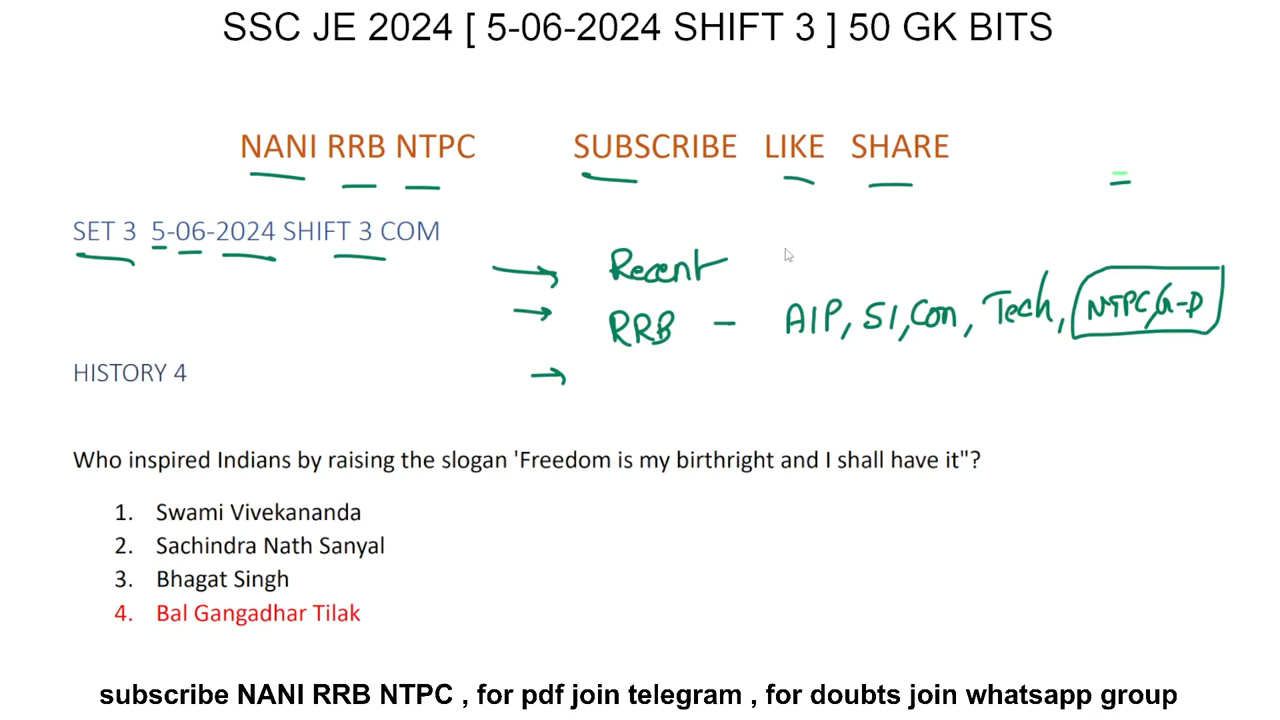 SSC JE 2024 [ 5-06-2024 SHIFT 3 ] 50 GK BITS
NANI RRB NTPC SUBSCRIBE LIKE SHARE
SET 3 5-06-2024 SHIFT 3 COM
Recent
RRB - AlP, SI, Con, Tech, NTPC, G-D
HISTORY 4
Who inspired Indians by raising the slogan 'Freedom is my birthright and I shall have it"?
1. Swami Vivekananda
2. Sachindra Nath Sanyal
3. Bhagat Singh
4. Bal Gangadhar Tilak
subscribe NANI RRB NTPC , for pdf join telegram , for doubts join whatsapp group